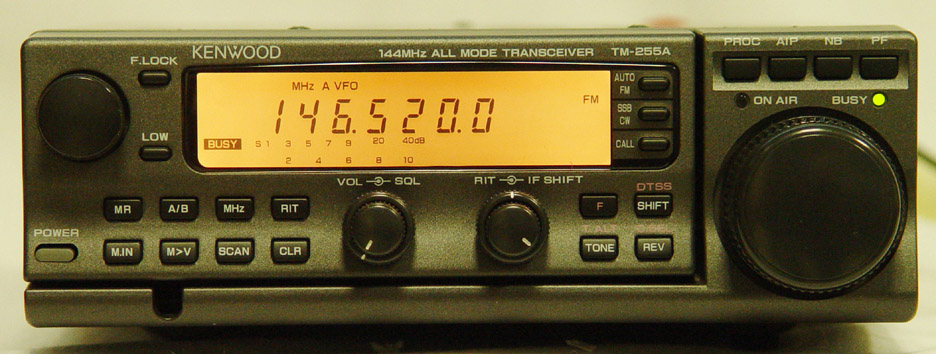 KENWOOD 144MHz ALL MODE TRANSCEIVER TM-255A
PROC AIP NB PF
F.LOCK
LOW
MHz A VFO
146.520.0
FM
BUSY S 1 3 5 7 9 20 40dB
2 4 6 8 10
AUTO
FM
SSB
CW
CALL
ON AIR BUSY
VOL SQL
RIT IF SHIFT
DTSS
MR A/B MHz RIT
F SHIFT
POWER
M.IN M>V SCAN CLR
T.ALT
TONE REV